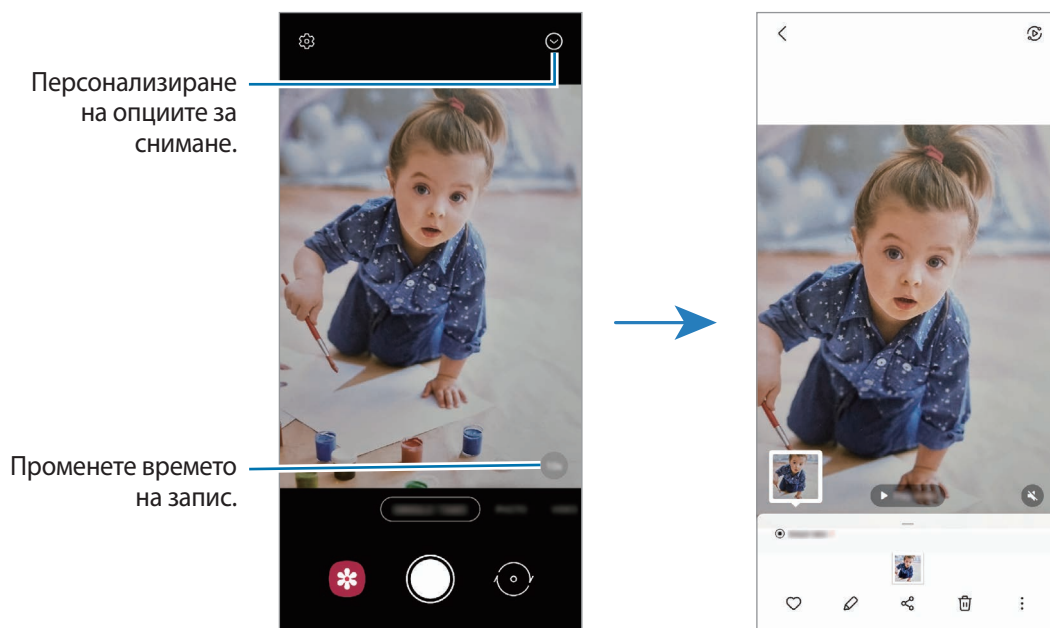 Персонализиране
на опциите за
снимане.
Променете времето
на запис.